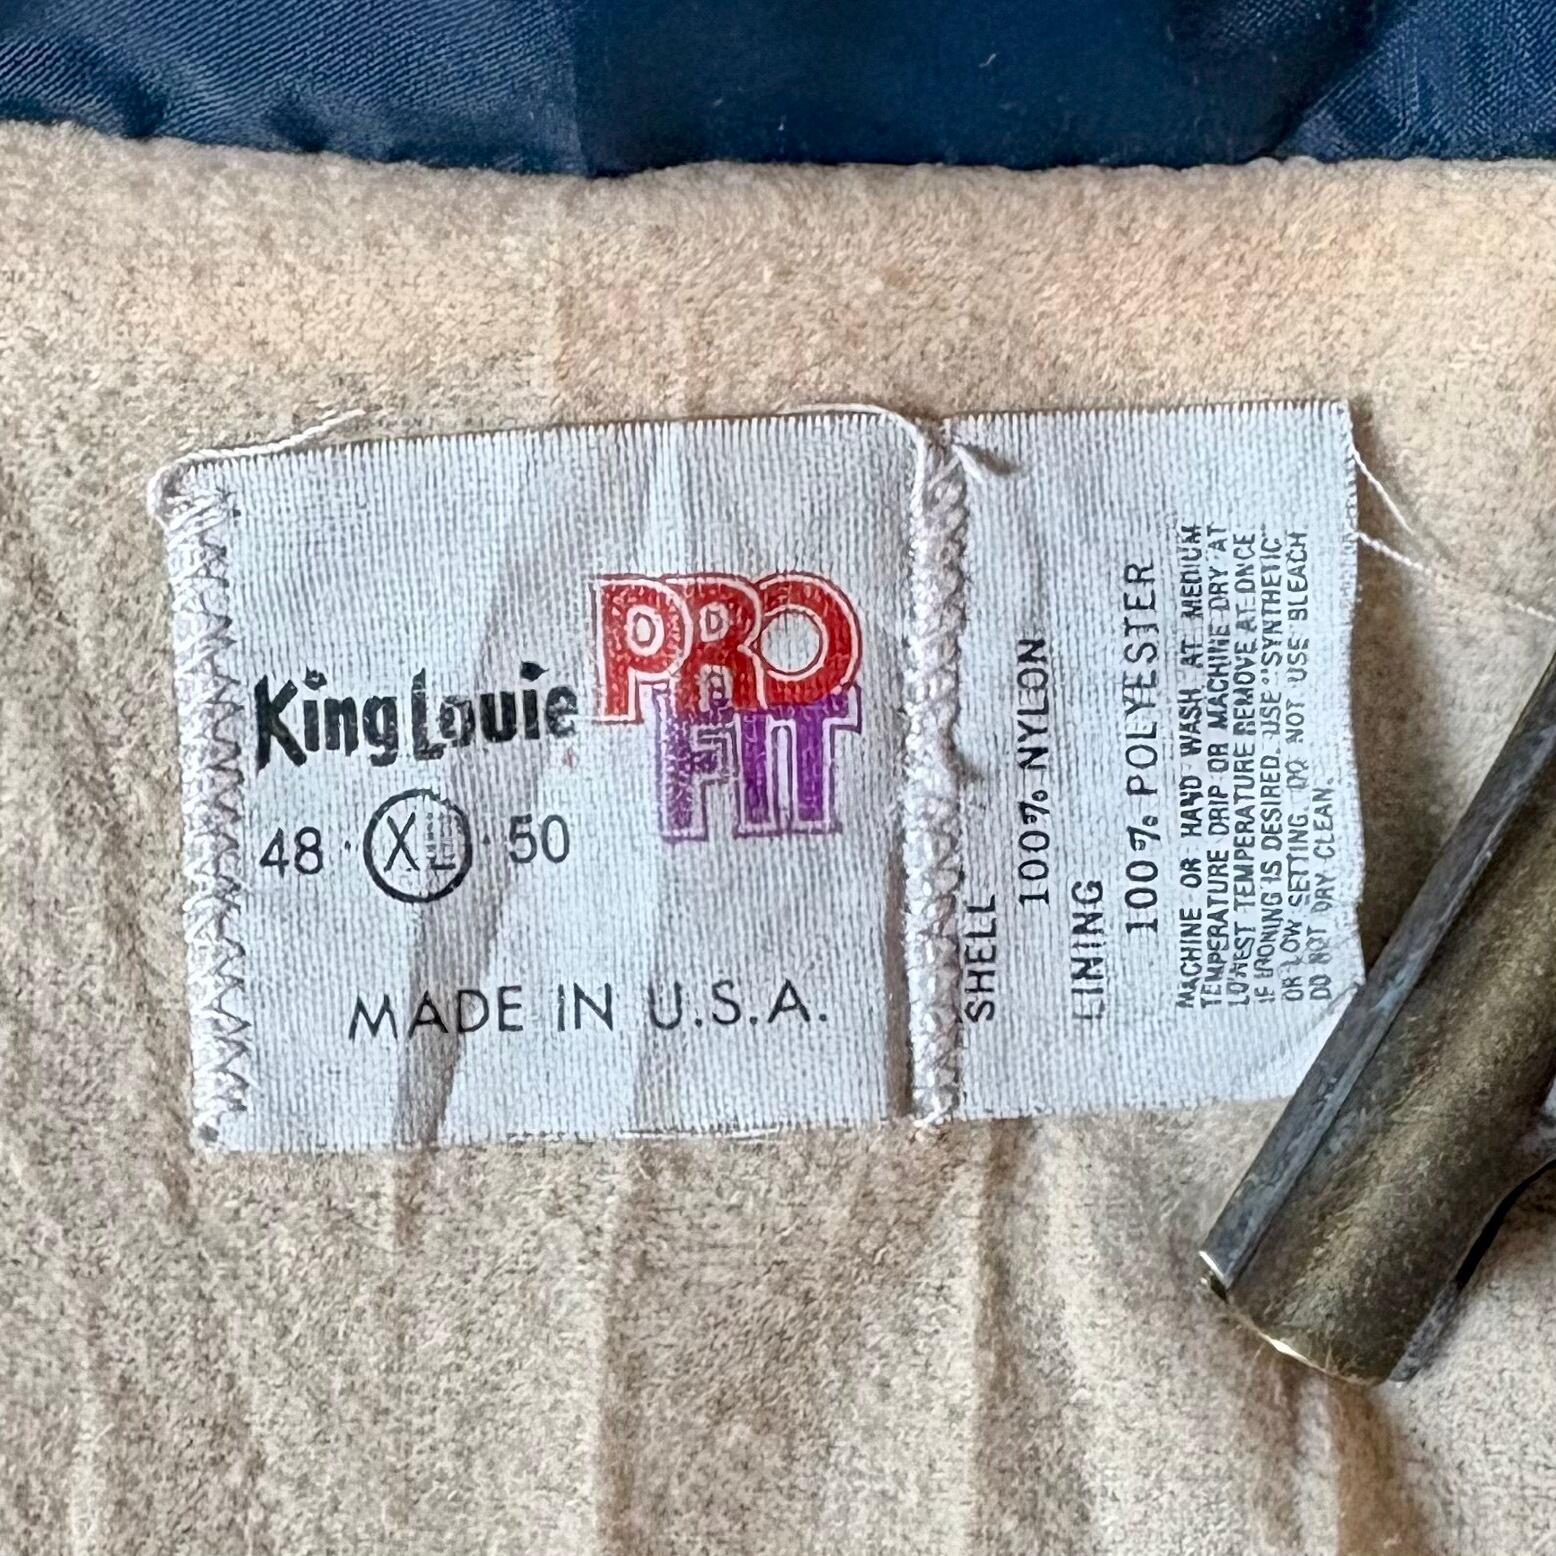 King Louie
PRO
FIT
48 · XL · 50
MADE IN U.S.A.
SHELL
100% NYLON
LINING
100% POLYESTER
MACHINE OR HAND WASH AT MEDIUM
TEMPERATURE DRIP OR MACHINE DRY AT
LOWEST TEMPERATURE REMOVE AT ONCE
IF IRONING IS DESIRED. USE "SYNTHETIC"
OR LOW SETTING. DO NOT USE BLEACH
DO NOT DRY CLEAN.